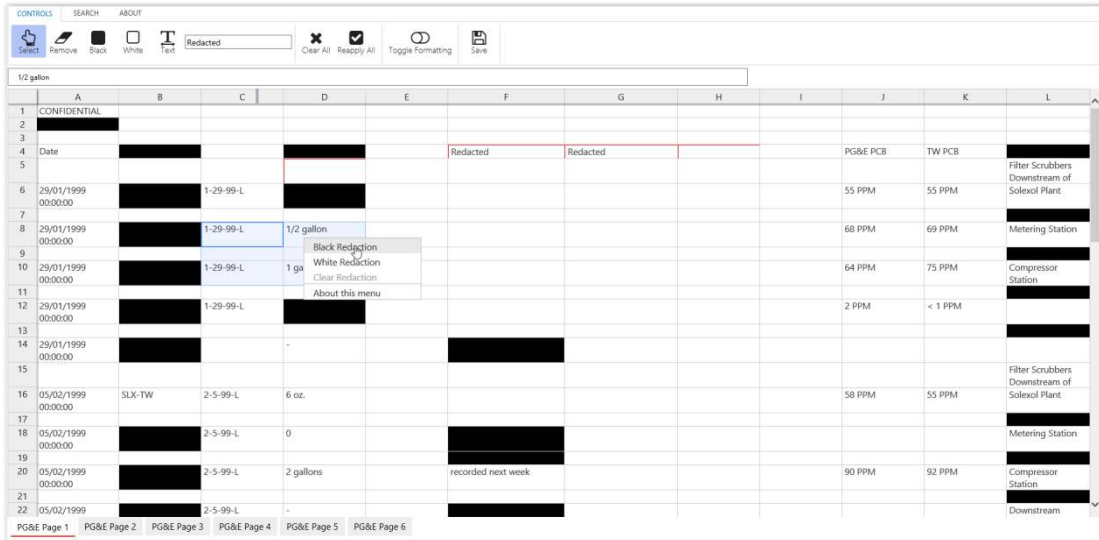 CONTROLS SEARCH ABOUT
Redacted
Select Remove Black White Text Clear All Reapply All Toggle Formatting Save
1/2 gallon
A B C D E F G H I J K L
1 CONFIDENTIAL
2
3
4 Date Redacted Redacted PG&E PCB TW PCB
5 Filter Scrubbers
Downstream of
6 29/01/1999 1-29-99-L 55 PPM 55 PPM Solexol Plant
00:00:00
7
8 29/01/1999 1-29-99-L 1/2 gallon 68 PPM 69 PPM Metering Station
00:00:00
Black Redaction
9
White Redaction
10 29/01/1999 1-29-99-L 1 ga 64 PPM 75 PPM Compressor
00:00:00 Station
Clear Redaction
11
About this menu
12 29/01/1999 1-29-99-L 2 PPM < 1 PPM
00:00:00
13
14 29/01/1999 -
00:00:00
15 Filter Scrubbers
Downstream of
16 05/02/1999 SLX-TW 2-5-99-L 6 oz. 58 PPM 55 PPM Solexol Plant
00:00:00
17
18 05/02/1999 2-5-99-L 0 Metering Station
00:00:00
19
20 05/02/1999 2-5-99-L 2 gallons recorded next week 90 PPM 92 PPM Compressor
00:00:00 Station
21
22 05/02/1999 2-5-99-L - Downstream
PG&E Page 1 PG&E Page 2 PG&E Page 3 PG&E Page 4 PG&E Page 5 PG&E Page 6